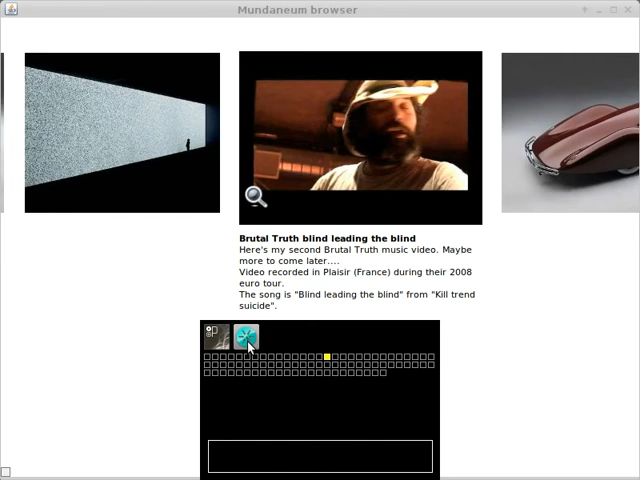 Mundaneum browser
Brutal Truth blind leading the blind
Here's my second Brutal Truth music video. Maybe
more to come later....
Video recorded in Plaisir (France) during their 2008
euro tour.
The song is "Blind leading the blind" from "Kill trend
suicide".